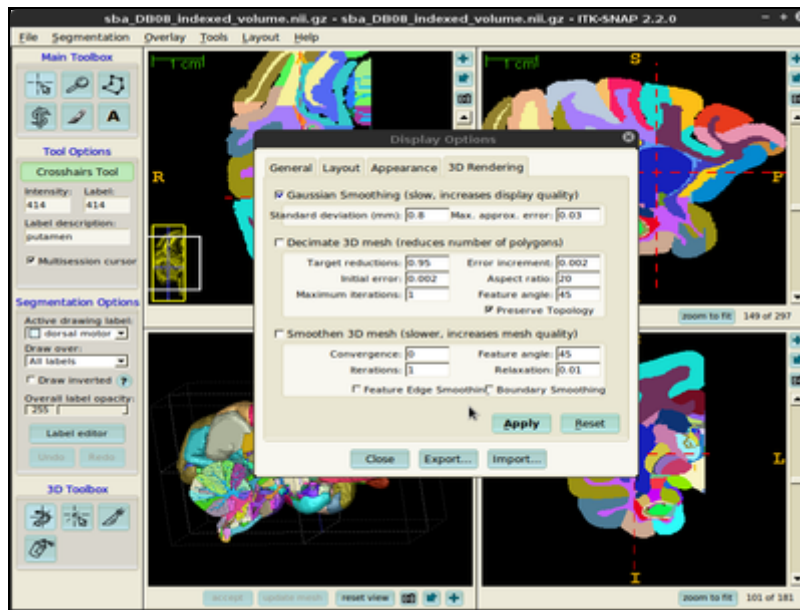 sba_DB08_indexed_volume.nii.gz - sba_DB08_indexed_volume.nii.gz - ITK-SNAP 2.2.0
File Segmentation Overlay Tools Layout Help
Main Toolbox
A
Tool Options
Crosshairs Tool
Intensity: Label:
414 414
Label description:
putamen
Multisession cursor
Segmentation Options
Active drawing label:
dorsal motor
Draw over:
All labels
Draw inverted ?
Overall label opacity:
255
Label editor
Undo Redo
3D Toolbox
1 cm
R
1 cm
S
P
zoom to fit 149 of 297
Display Options
General Layout Appearance 3D Rendering
Gaussian Smoothing (slow, increases display quality)
Standard deviation (mm): 0.8 Max. approx. error: 0.03
Decimate 3D mesh (reduces number of polygons)
Target reductions: 0.95 Error increment: 0.002
Initial error: 0.002 Aspect ratio: 20
Maximum iterations: 1 Feature angle: 45
Preserve Topology
Smoothen 3D mesh (slower, increases mesh quality)
Convergence: 0 Feature angle: 45
Iterations: 1 Relaxation: 0.01
Feature Edge Smoothin Boundary Smoothing
Apply Reset
Close Export... Import...
accept update mesh reset view
L
I
zoom to fit 101 of 181